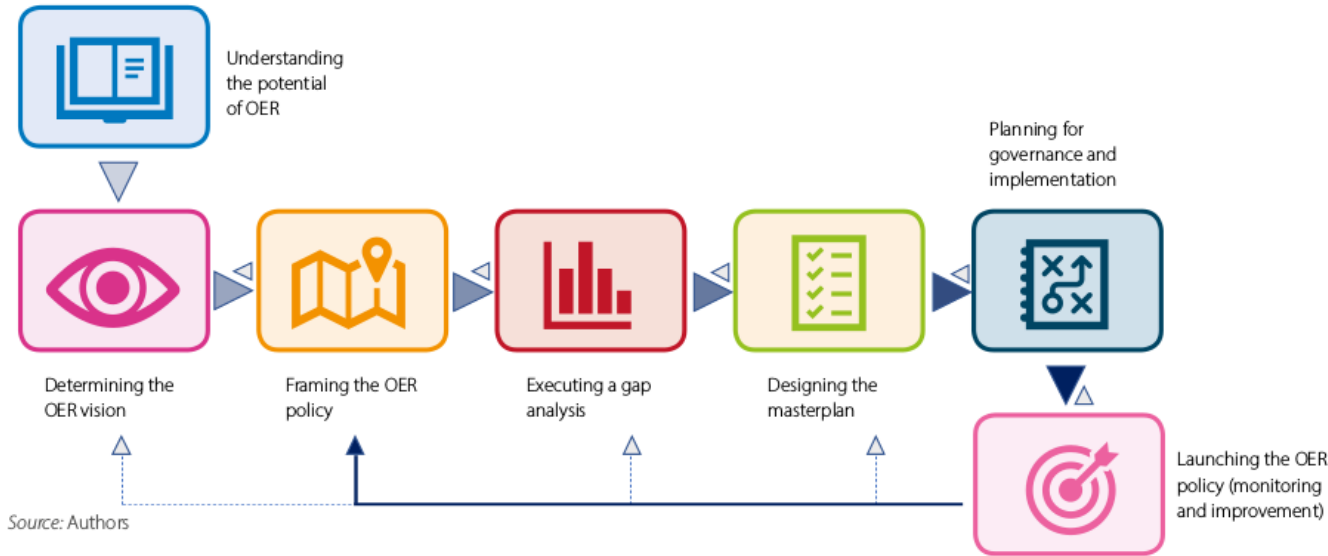 Understanding
the potential
of OER
Planning for
governance and
implementation
Determining the
OER vision
Framing the OER
policy
Executing a gap
analysis
Designing the
masterplan
Launching the OER
policy (monitoring
and improvement)
Source: Authors